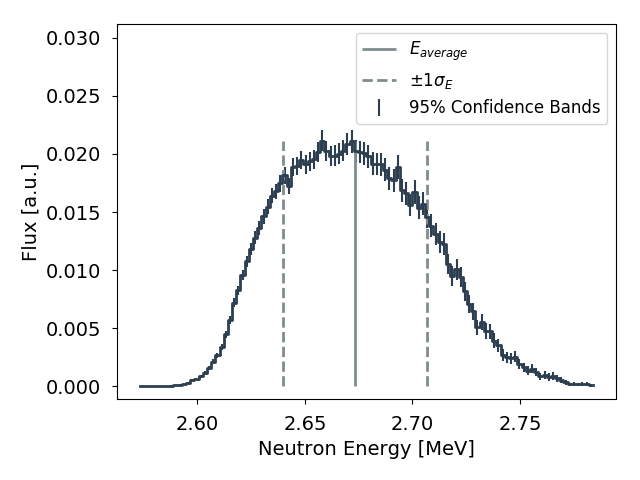 0.030
0.025
0.020
0.015
0.010
0.005
0.000
Flux [a.u.]
E_average
±1σ_E
95% Confidence Bands
2.60 2.65 2.70 2.75
Neutron Energy [MeV]